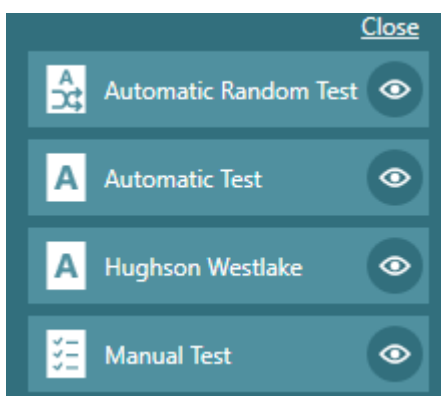 Close
A
Automatic Random Test
A
Automatic Test
A
Hughson Westlake
Manual Test